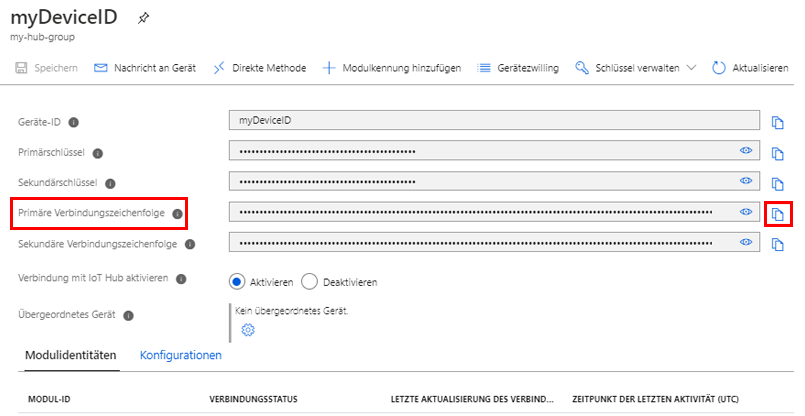 myDeviceID
my-hub-group
Speichern Nachricht an Gerät Direkte Methode Modulkennung hinzufügen Gerätezwilling Schlüssel verwalten Aktualisieren
Geräte-ID myDeviceID
Primärschlüssel ••••••••••••••••••••••••••••••••••••••••••••
Sekundärschlüssel ••••••••••••••••••••••••••••••••••••••••••••
Primäre Verbindungszeichenfolge
Sekundäre Verbindungszeichenfolge
Verbindung mit IoT Hub aktivieren Aktivieren Deaktivieren
Übergeordnetes Gerät Kein übergeordnetes Gerät.
Modulidentitäten Konfigurationen
MODUL-ID VERBINDUNGSSTATUS LETZTE AKTUALISIERUNG DES VERBIND... ZEITPUNKT DER LETZTEN AKTIVITÄT (UTC)